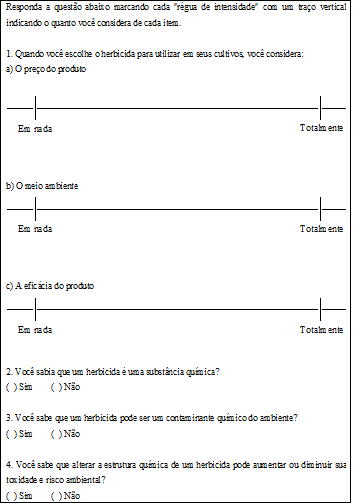 Responda a questão abaixo marcando cada "régua de intensidade" com um traço vertical
indicando o quanto você considera de cada item.
1. Quando você escolhe o herbicida para utilizar em seus cultivos, você considera:
a) O preço do produto
Em nada Totalmente
b) O meio ambiente
Em nada Totalmente
c) A eficácia do produto
Em nada Totalmente
2. Você sabia que um herbicida é uma substância química?
( ) Sim ( ) Não
3. Você sabe que um herbicida pode ser um contaminante químico do ambiente?
( ) Sim ( ) Não
4. Você sabe que alterar a estrutura química de um herbicida pode aumentar ou diminuir sua
toxidade e risco ambiental?
( ) Sim ( ) Não